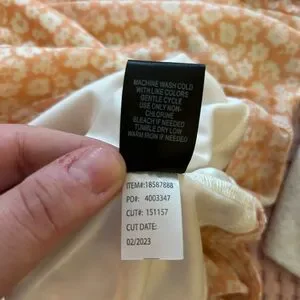 MACHINE WASH COLD
WITH LIKE COLORS
GENTLE CYCLE
USE ONLY NON-
CHLORINE
BLEACH IF NEEDED
TUMBLE DRY LOW
WARM IRON IF NEEDED
ITEM#:18587888
PO#: 4003347
CUT#: 151157
CUT DATE:
02/2023